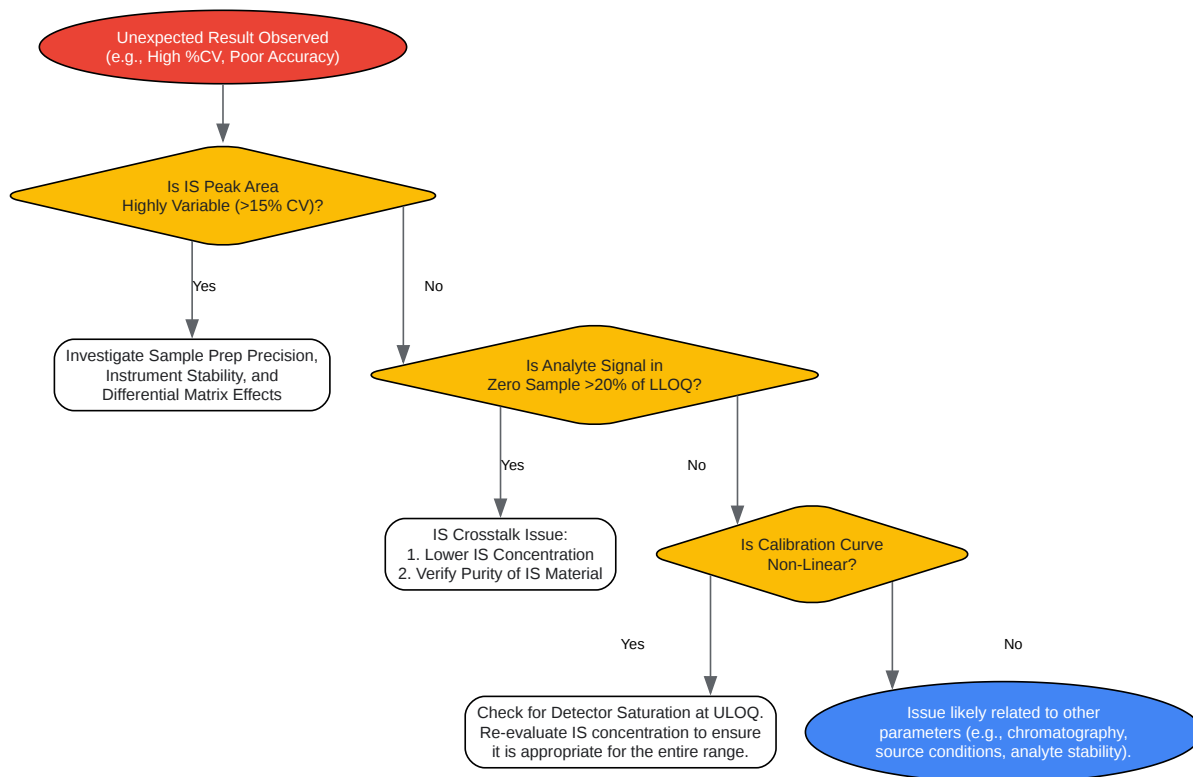 Unexpected Result Observed
(e.g., High %CV, Poor Accuracy)
Is IS Peak Area
Highly Variable (>15% CV)?
Yes
No
Investigate Sample Prep Precision,
Instrument Stability, and
Differential Matrix Effects
Is Analyte Signal in
Zero Sample >20% of LLOQ?
Yes
No
IS Crosstalk Issue:
1. Lower IS Concentration
2. Verify Purity of IS Material
Is Calibration Curve
Non-Linear?
Yes
No
Check for Detector Saturation at ULOQ.
Re-evaluate IS concentration to ensure
it is appropriate for the entire range.
Issue likely related to other
parameters (e.g., chromatography,
source conditions, analyte stability).